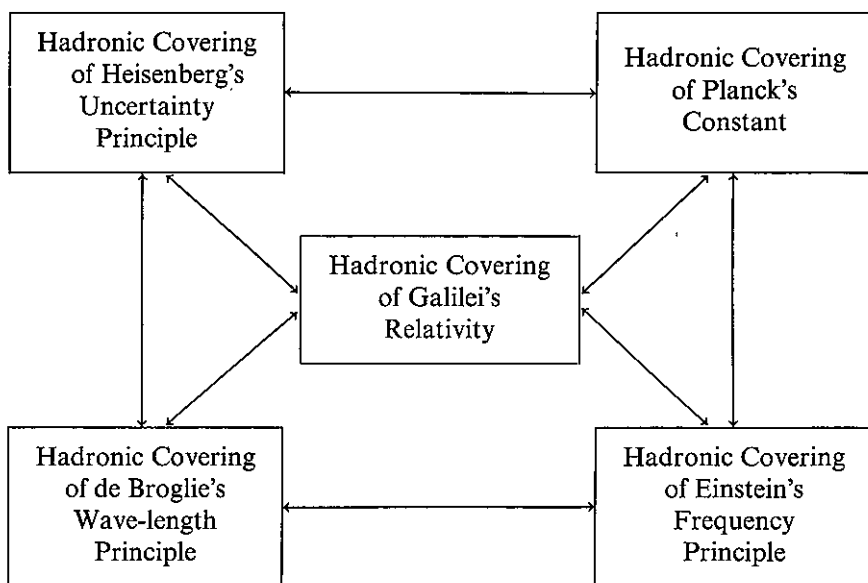 Hadronic Covering
of Heisenberg's
Uncertainty
Principle
Hadronic Covering
of Planck's
Constant
Hadronic Covering
of Galilei's
Relativity
Hadronic Covering
of de Broglie's
Wave-length
Principle
Hadronic Covering
of Einstein's
Frequency
Principle